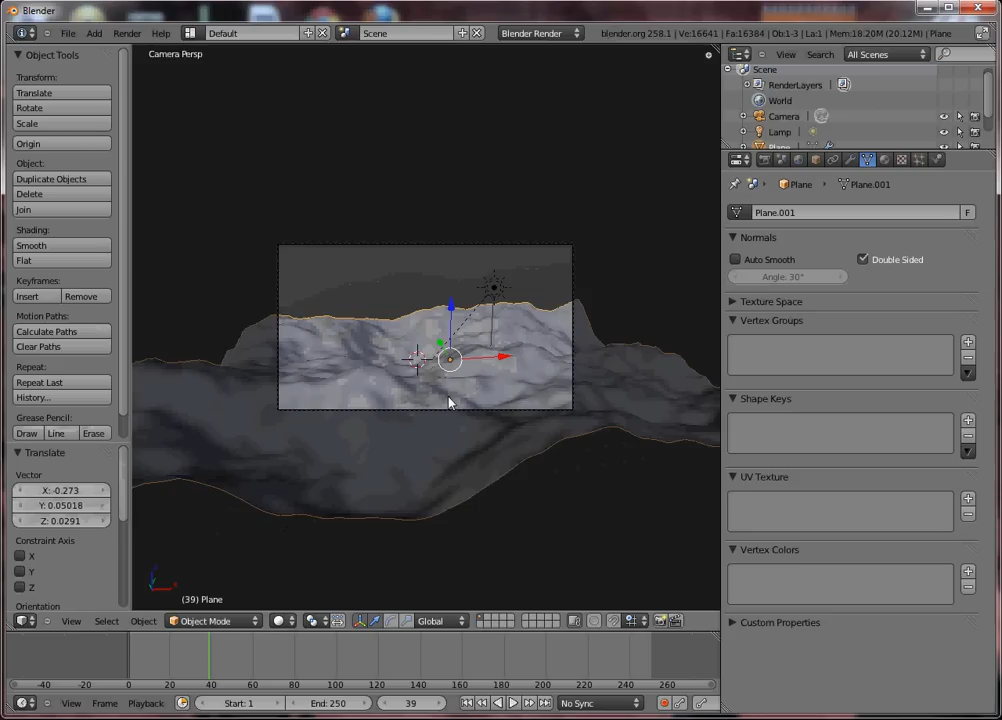 Blender
File Add Render Help Default Scene Blender Render blender.org 258.1 | Ve:16641 | Fa:16384 | Ob:1-3 | La:1 | Mem:18.20M (20.12M) | Plane
Object Tools
Transform:
Translate
Rotate
Scale
Origin
Object:
Duplicate Objects
Delete
Join
Shading:
Smooth
Flat
Keyframes:
Insert Remove
Motion Paths:
Calculate Paths
Clear Paths
Repeat:
Repeat Last
History...
Grease Pencil:
Draw Line Erase
Translate
Vector
X: -0.273
Y: 0.05018
Z: 0.0291
Constraint Axis
X
Y
Z
Orientation
Camera Persp
(39) Plane
View Select Object Object Mode Global
View Search All Scenes
Scene
RenderLayers
World
Camera
Lamp
Plane
Plane Plane.001
Plane.001 F
Normals
Auto Smooth Double Sided
Angle: 30°
Texture Space
Vertex Groups
Shape Keys
UV Texture
Vertex Colors
Custom Properties
-40 -20 0 20 40 60 80 100 120 140 160 180 200 220 240 260
View Frame Playback Start: 1 End: 250 39 No Sync